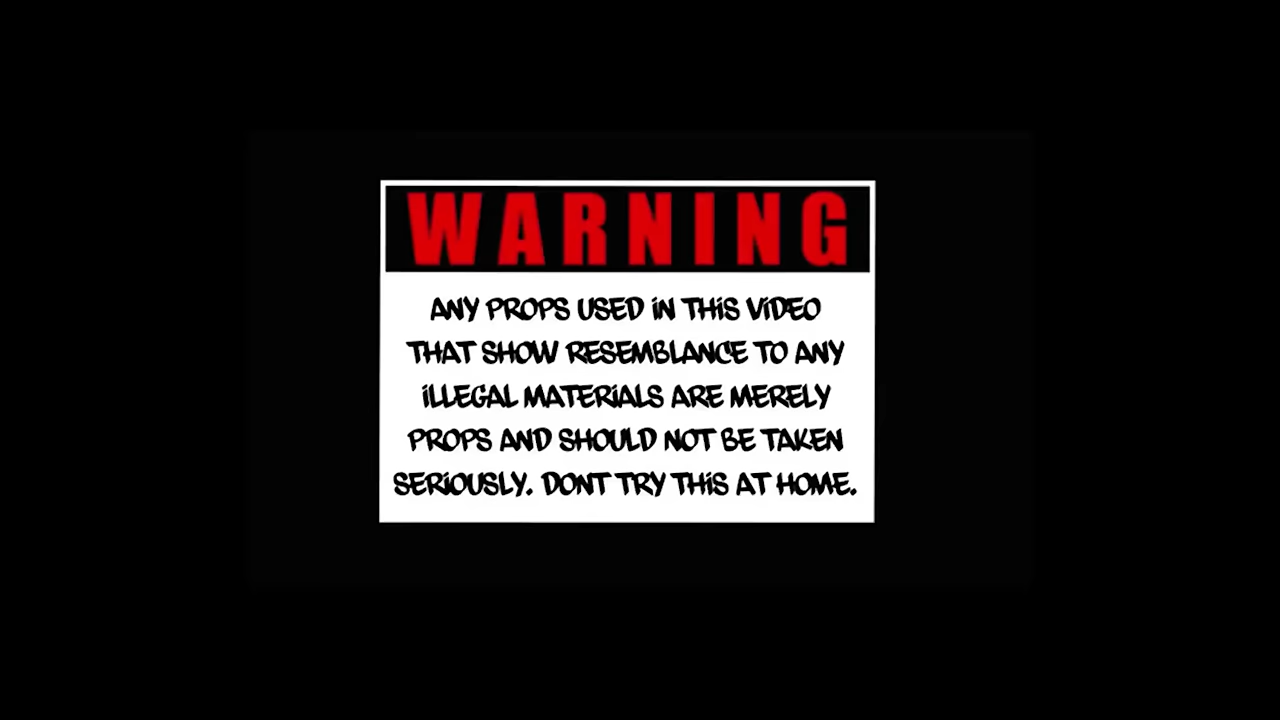 WARNING
ANY PROPS USED IN THIS VIDEO
THAT SHOW RESEMBLANCE TO ANY
ILLEGAL MATERIALS ARE MERELY
PROPS AND SHOULD NOT BE TAKEN
SERIOUSLY. DONT TRY THIS AT HOME.